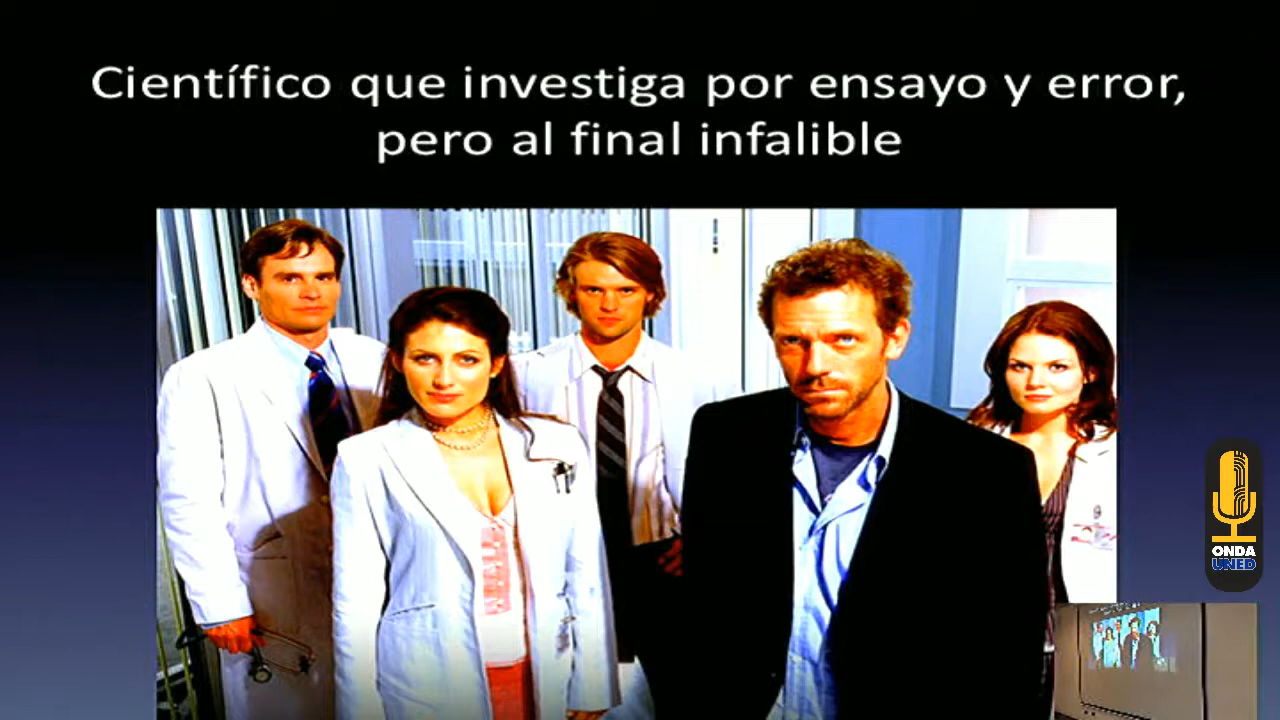 Científico que investiga por ensayo y error,
pero al final infalible
ONDA
UNED